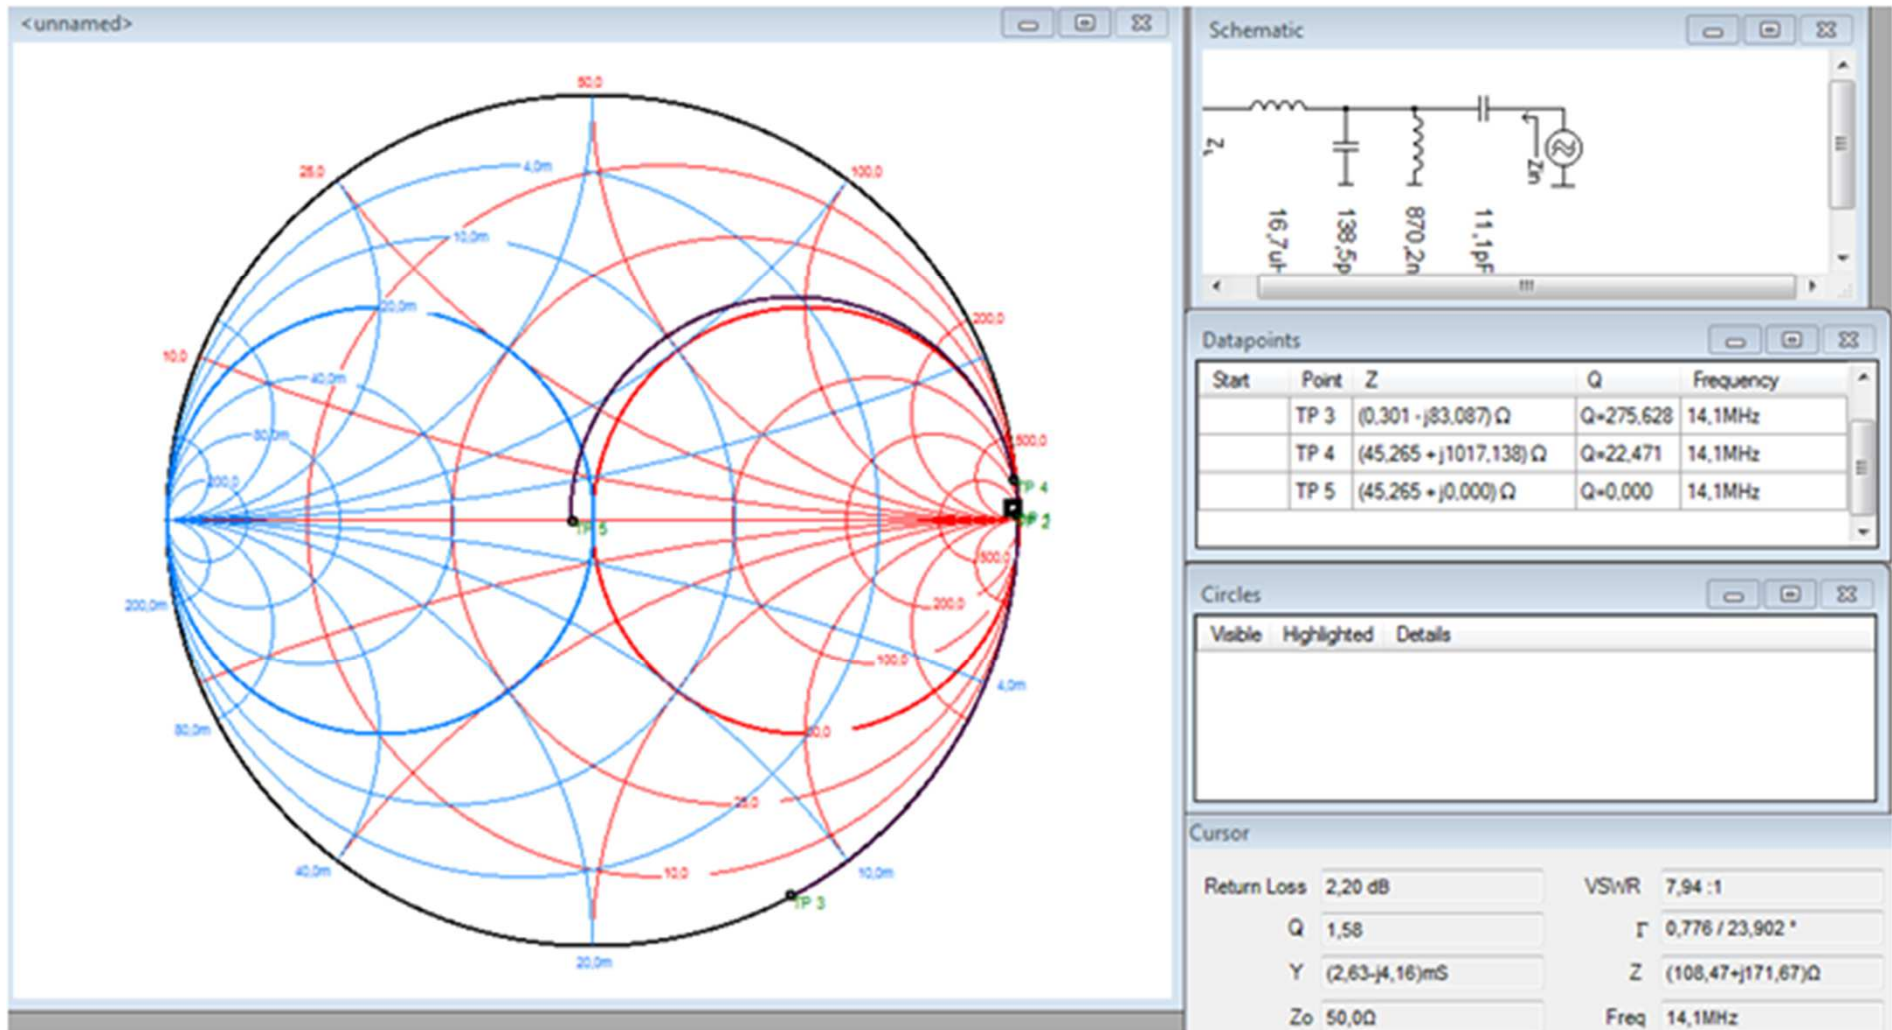 <unnamed>
50,0
25,0
4,0m
100,0
10,0m
20,0m
200,0
10,0
40,0m
80,0m
500,0
200,0
TP 4
TP 2
TP 5
500,0
200,0m
200,0
100,0
4,0m
80,0m
50,0
25,0
40,0m
10,0
10,0m
TP 3
20,0m
Schematic
Zin
16,7uH
138,5p
870,2n
11,1pF
Datapoints
Start Point Z Q Frequency
TP 3 (0,301 - j83,087) Ω Q=275,628 14,1MHz
TP 4 (45,265 + j1017,138) Ω Q=22,471 14,1MHz
TP 5 (45,265 + j0,000) Ω Q=0,000 14,1MHz
Circles
Visible Highlighted Details
Cursor
Return Loss 2,20 dB VSWR 7,94 :1
Q 1,58 Γ 0,776 / 23,902 °
Y (2,63-j4,16)mS Z (108,47+j171,67)Ω
Zo 50,0Ω Freq 14,1MHz